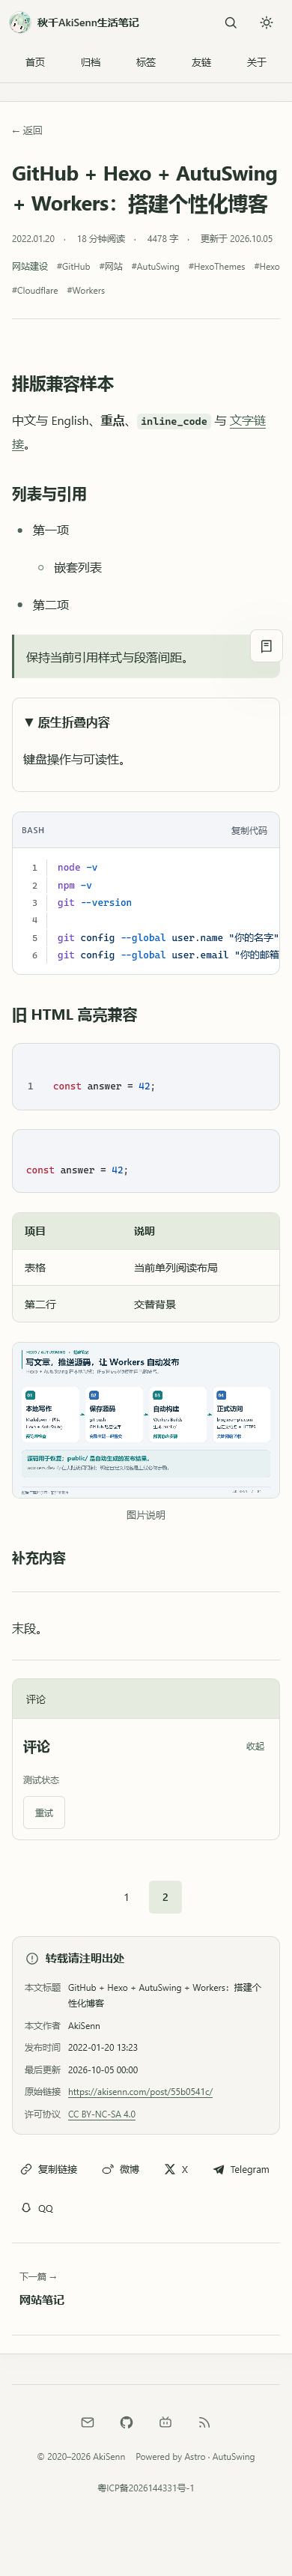 秋千AkiSenn生活笔记
首页 归档 标签 友链 关于
← 返回
GitHub + Hexo + AutuSwing
+ Workers：搭建个性化博客
2022.01.20 · 18 分钟阅读 · 4478 字 · 更新于 2026.10.05
网站建设 #GitHub #网站 #AutuSwing #HexoThemes #Hexo
#Cloudflare #Workers
排版兼容样本
中文与 English、重点、inline_code 与 文字链
接。
列表与引用
第一项
嵌套列表
第二项
保持当前引用样式与段落间距。
▼ 原生折叠内容
键盘操作与可读性。
BASH 复制代码
1 node -v
2 npm -v
3 git --version
4
5 git config --global user.name "你的名字"
6 git config --global user.email "你的邮箱
旧 HTML 高亮兼容
1 const answer = 42;
const answer = 42;
项目 说明
表格 当前单列阅读布局
第二行 交替背景
写文章，推送源码，让 Workers 自动发布
本地写作 保存源码 自动构建 正式访问
图片说明
补充内容
末段。
评论
评论 收起
测试状态
重试
1 2
转载请注明出处
本文标题 GitHub + Hexo + AutuSwing + Workers：搭建个
性化博客
本文作者 AkiSenn
发布时间 2022-01-20 13:23
最后更新 2026-10-05 00:00
原始链接 https://akisenn.com/post/55b0541c/
许可协议 CC BY-NC-SA 4.0
复制链接 微博 X Telegram
QQ
下一篇 →
网站笔记
© 2020–2026 AkiSenn Powered by Astro · AutuSwing
粤ICP备2026144331号-1